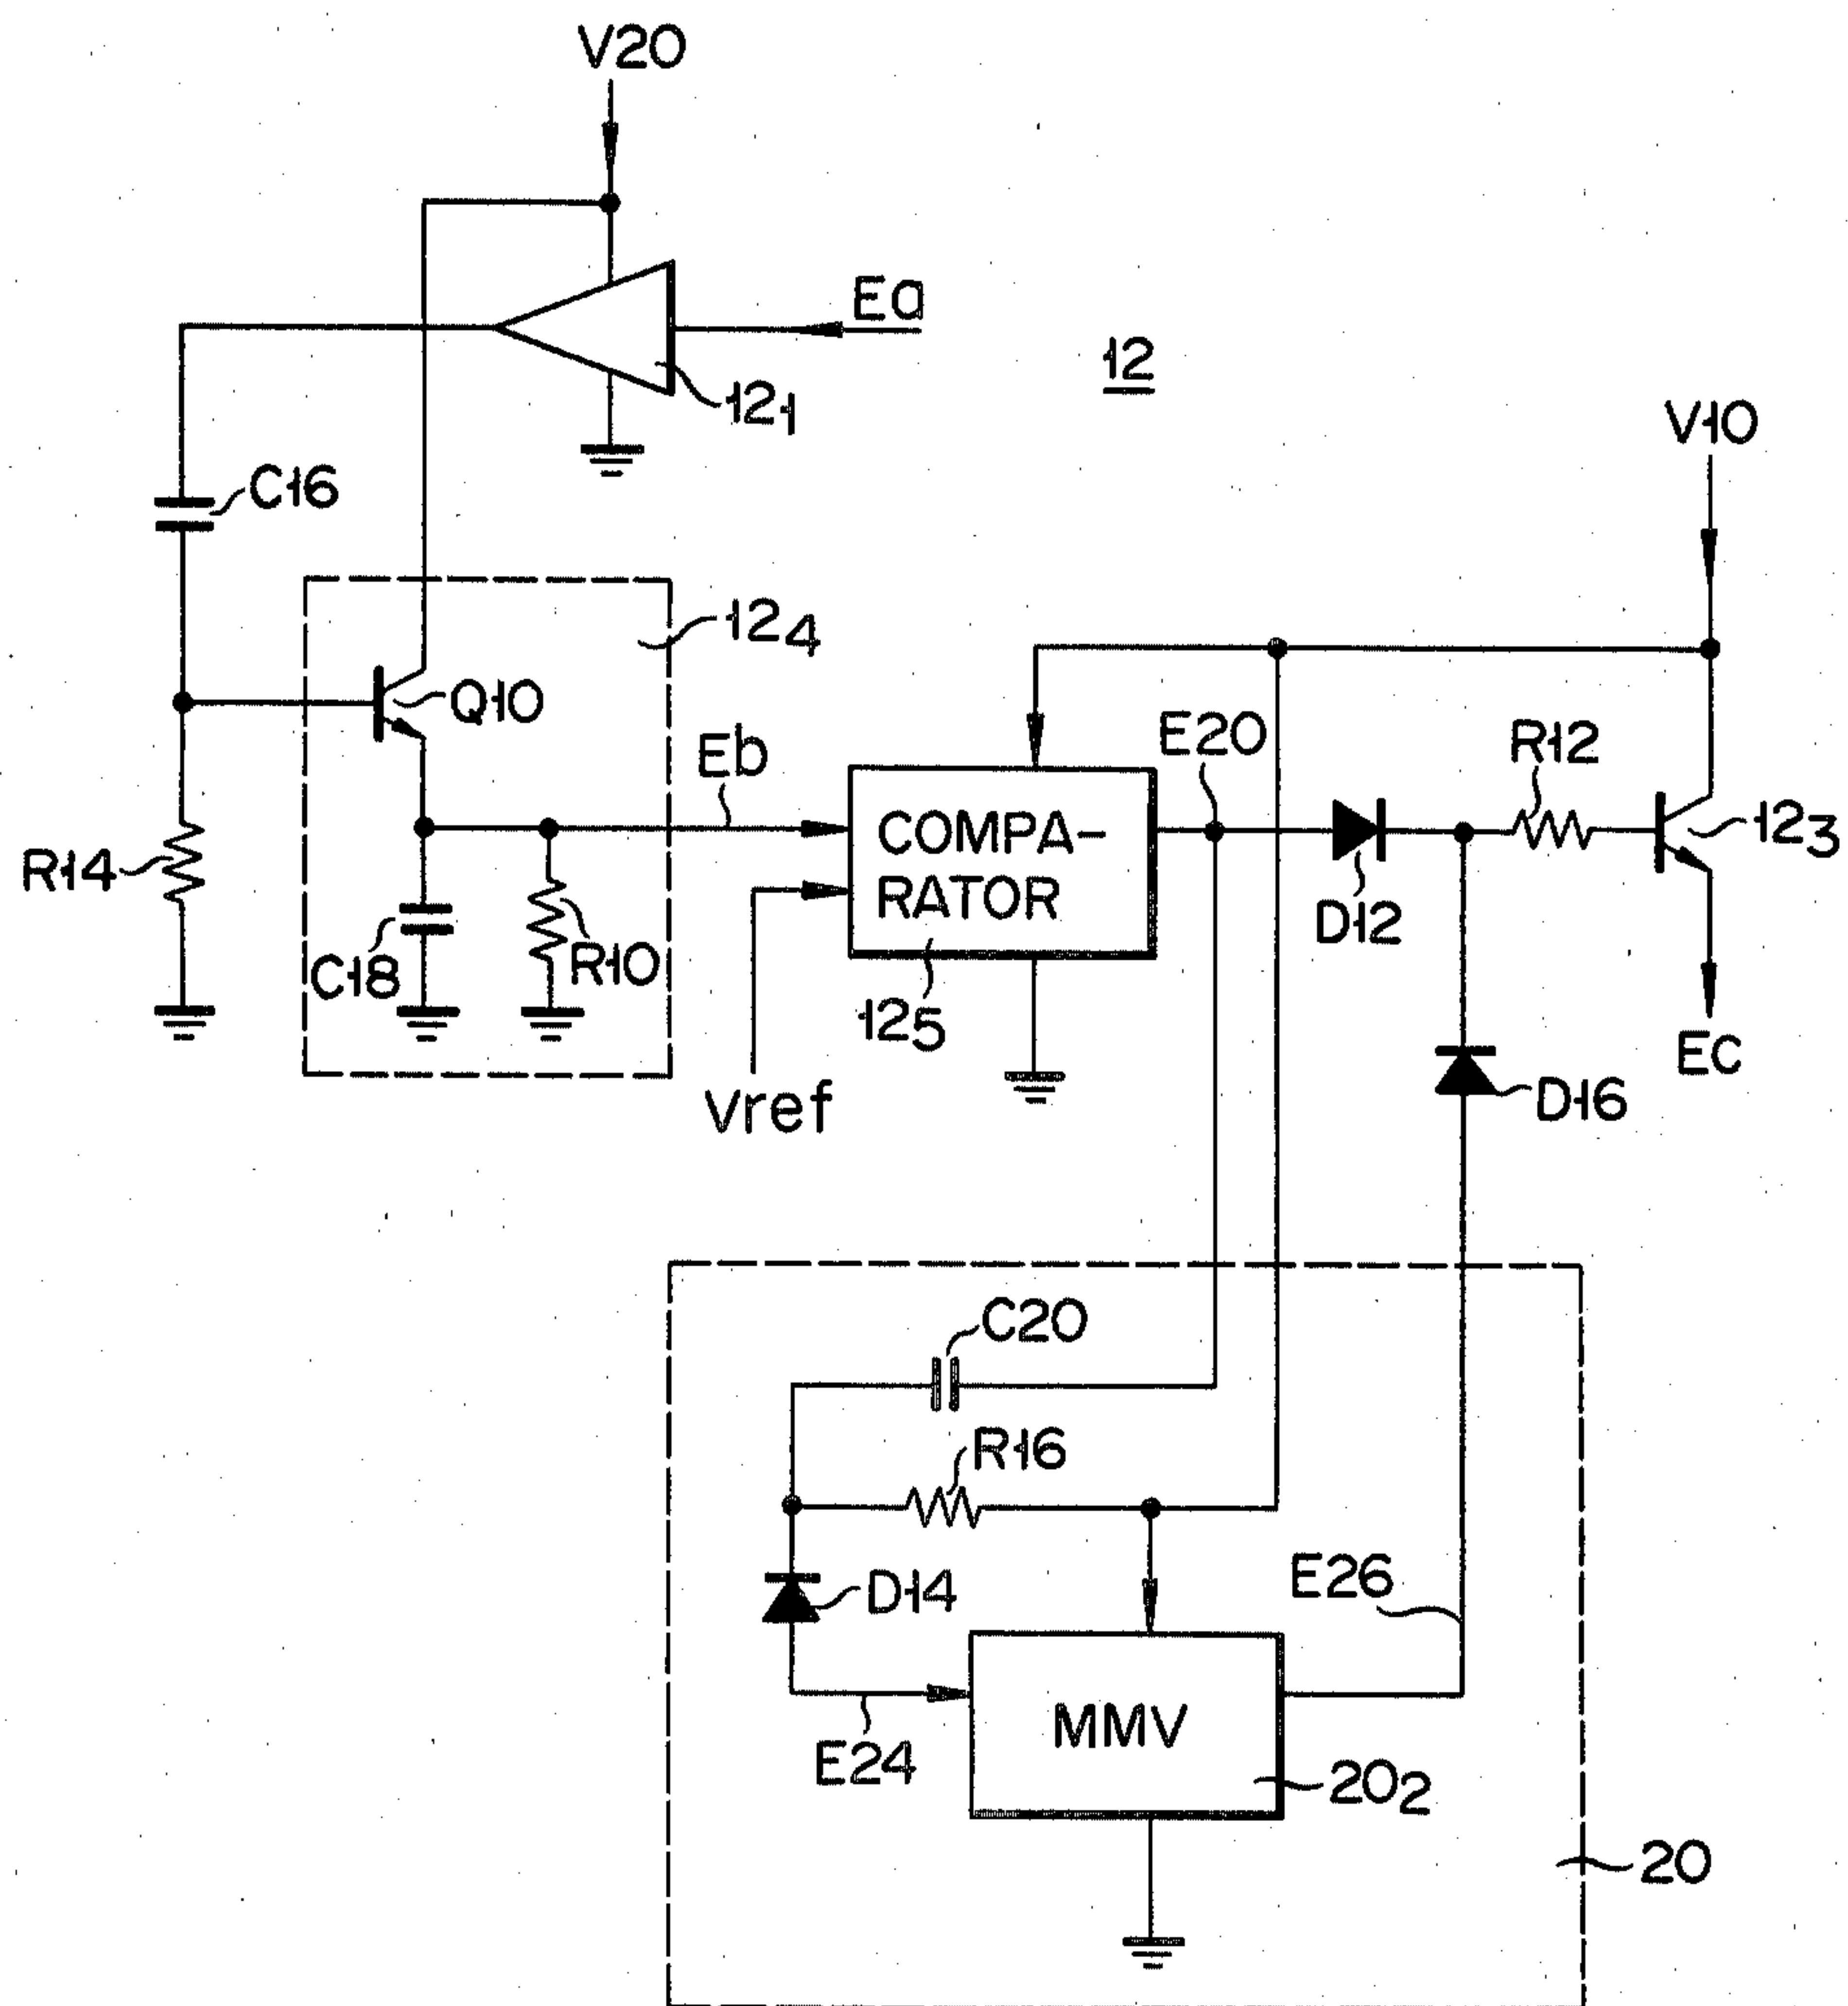 V20
Ea
12₁
12
V10
C16
12₄
Q10
Eb
E20
R12
COMPA-
RATOR
12₃
R14
C18
R10
D12
12₅
Vref
Ec
D16
C20
R16
D14
E26
MMV
E24
20₂
20